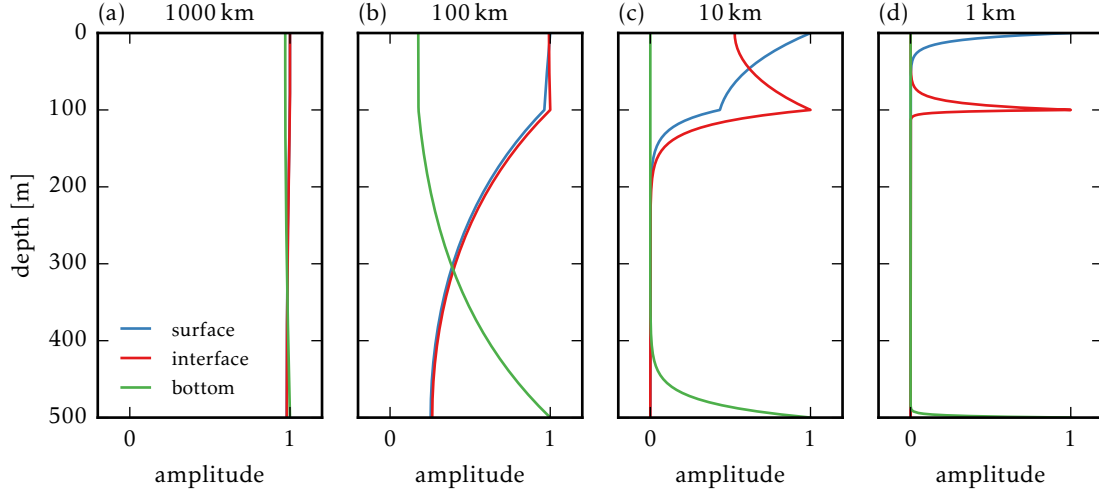 (a) 1000 km
(b) 100 km
(c) 10 km
(d) 1 km
depth [m]
0
100
200
300
400
500
surface
interface
bottom
0 1
0 1
0 1
0 1
amplitude
amplitude
amplitude
amplitude